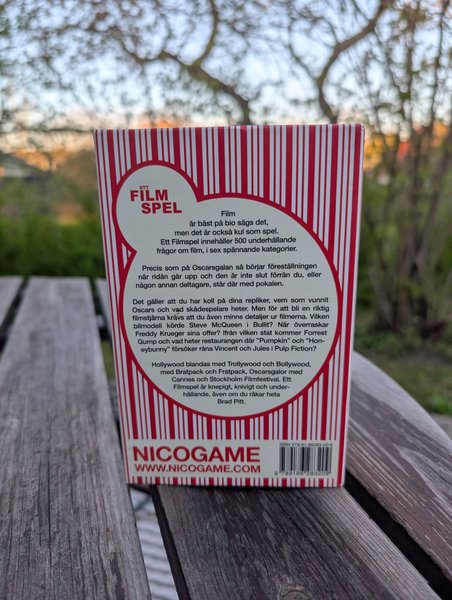 ETT
FILM
SPEL
Film
är bäst på bio sägs det,
men det är också kul som spel.
Ett Filmspel innehåller 500 underhållande
frågor om film, i sex spännande kategorier.
Precis som på Oscarsgalan så börjar föreställningen
när ridån går upp och den är inte slut förrän du, eller
någon annan deltagare, står där med pokalen.
Det gäller att du har koll på dina repliker, vem som vunnit
Oscars och vad skådespelare heter. Men för att bli en riktig
filmstjärna krävs att du även minns detaljer ur filmerna. Vilken
bilmodell körde Steve McQueen i Bullit? När överraskar
Freddy Krueger sina offer? Ifrån vilket stat kommer Forrest
Gump och vad heter restaurangen där "Pumpkin" och "Hon-
eybunny" försöker råna Vincent och Jules i Pulp Fiction?
Hollywood blandas med Trollywood och Bollywood,
med Bratpack och Fratpack, Oscarsgalor med
Cannes och Stockholm Filmfestival. Ett
Filmspel är knepigt, knivigt och under-
hållande, även om du råkar heta
Brad Pitt.
NICOGAME
WWW.NICOGAME.COM